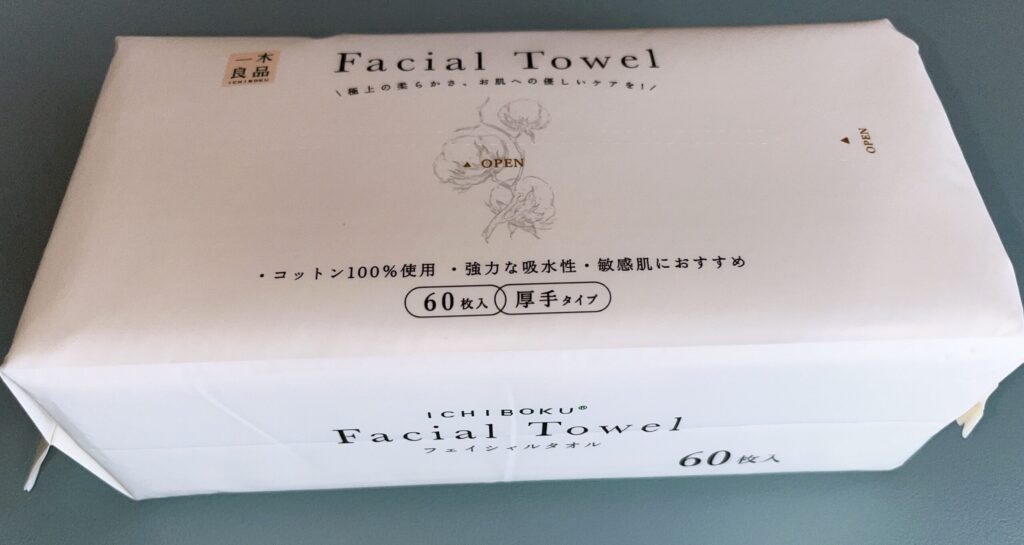 一木
良品
ICHIBOKU
Facial Towel
\極上の柔らかさ、お肌への優しいケアを!/
▲ OPEN
▲ OPEN
・コットン100%使用 ・強力な吸水性・敏感肌におすすめ
60枚入 厚手タイプ
ICHIBOKU®
Facial Towel
フェイシャルタオル
60枚入